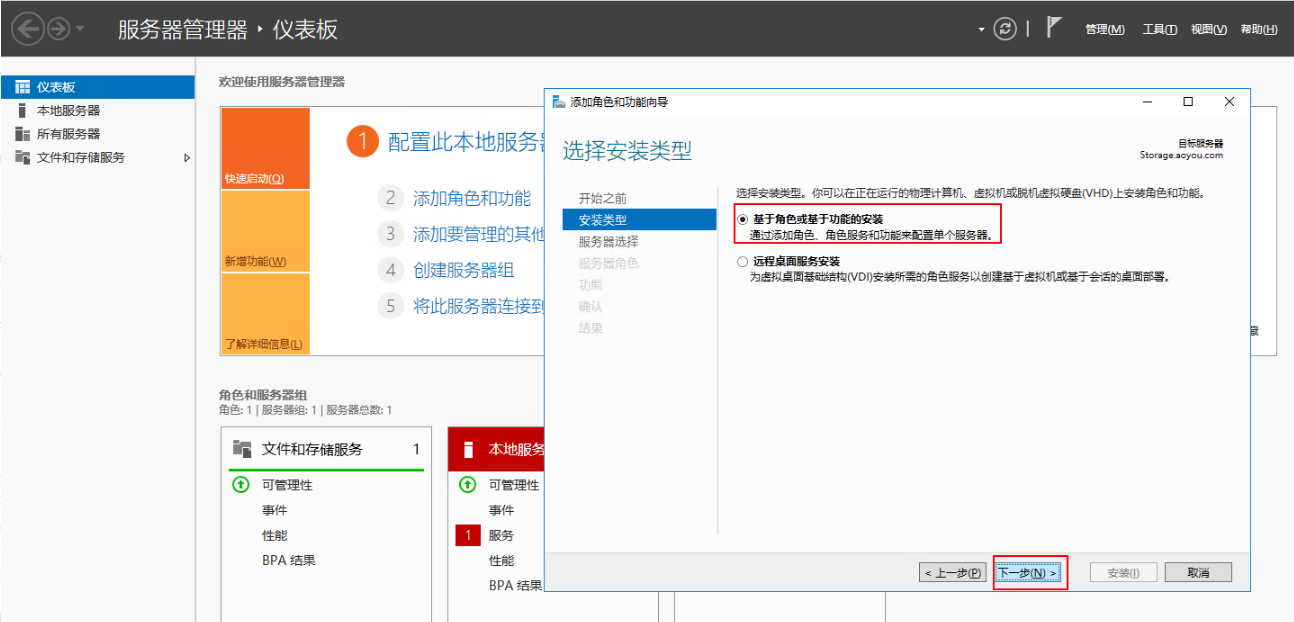 服务器管理器 · 仪表板
管理(M) 工具(T) 视图(V) 帮助(H)
仪表板
本地服务器
所有服务器
文件和存储服务
欢迎使用服务器管理器
快速启动(Q)
新增功能(W)
了解详细信息(L)
1 配置此本地服务
2 添加角色和功能
3 添加要管理的其他
4 创建服务器组
5 将此服务器连接到
角色和服务器组
角色: 1 | 服务器组: 1 | 服务器总数: 1
文件和存储服务 1
可管理性
事件
性能
BPA 结果
本地服务
可管理性
事件
1 服务
性能
BPA 结果
添加角色和功能向导
选择安装类型
目标服务器
Storage.aoyou.com
开始之前
安装类型
服务器选择
服务器角色
功能
确认
结果
选择安装类型。你可以在正在运行的物理计算机、虚拟机或脱机虚拟硬盘(VHD)上安装角色和功能。
基于角色或基于功能的安装
通过添加角色、角色服务和功能来配置单个服务器。
远程桌面服务安装
为虚拟桌面基础结构(VDI)安装所需的角色服务以创建基于虚拟机或基于会话的桌面部署。
< 上一步(P) 下一步(N) > 安装(I) 取消